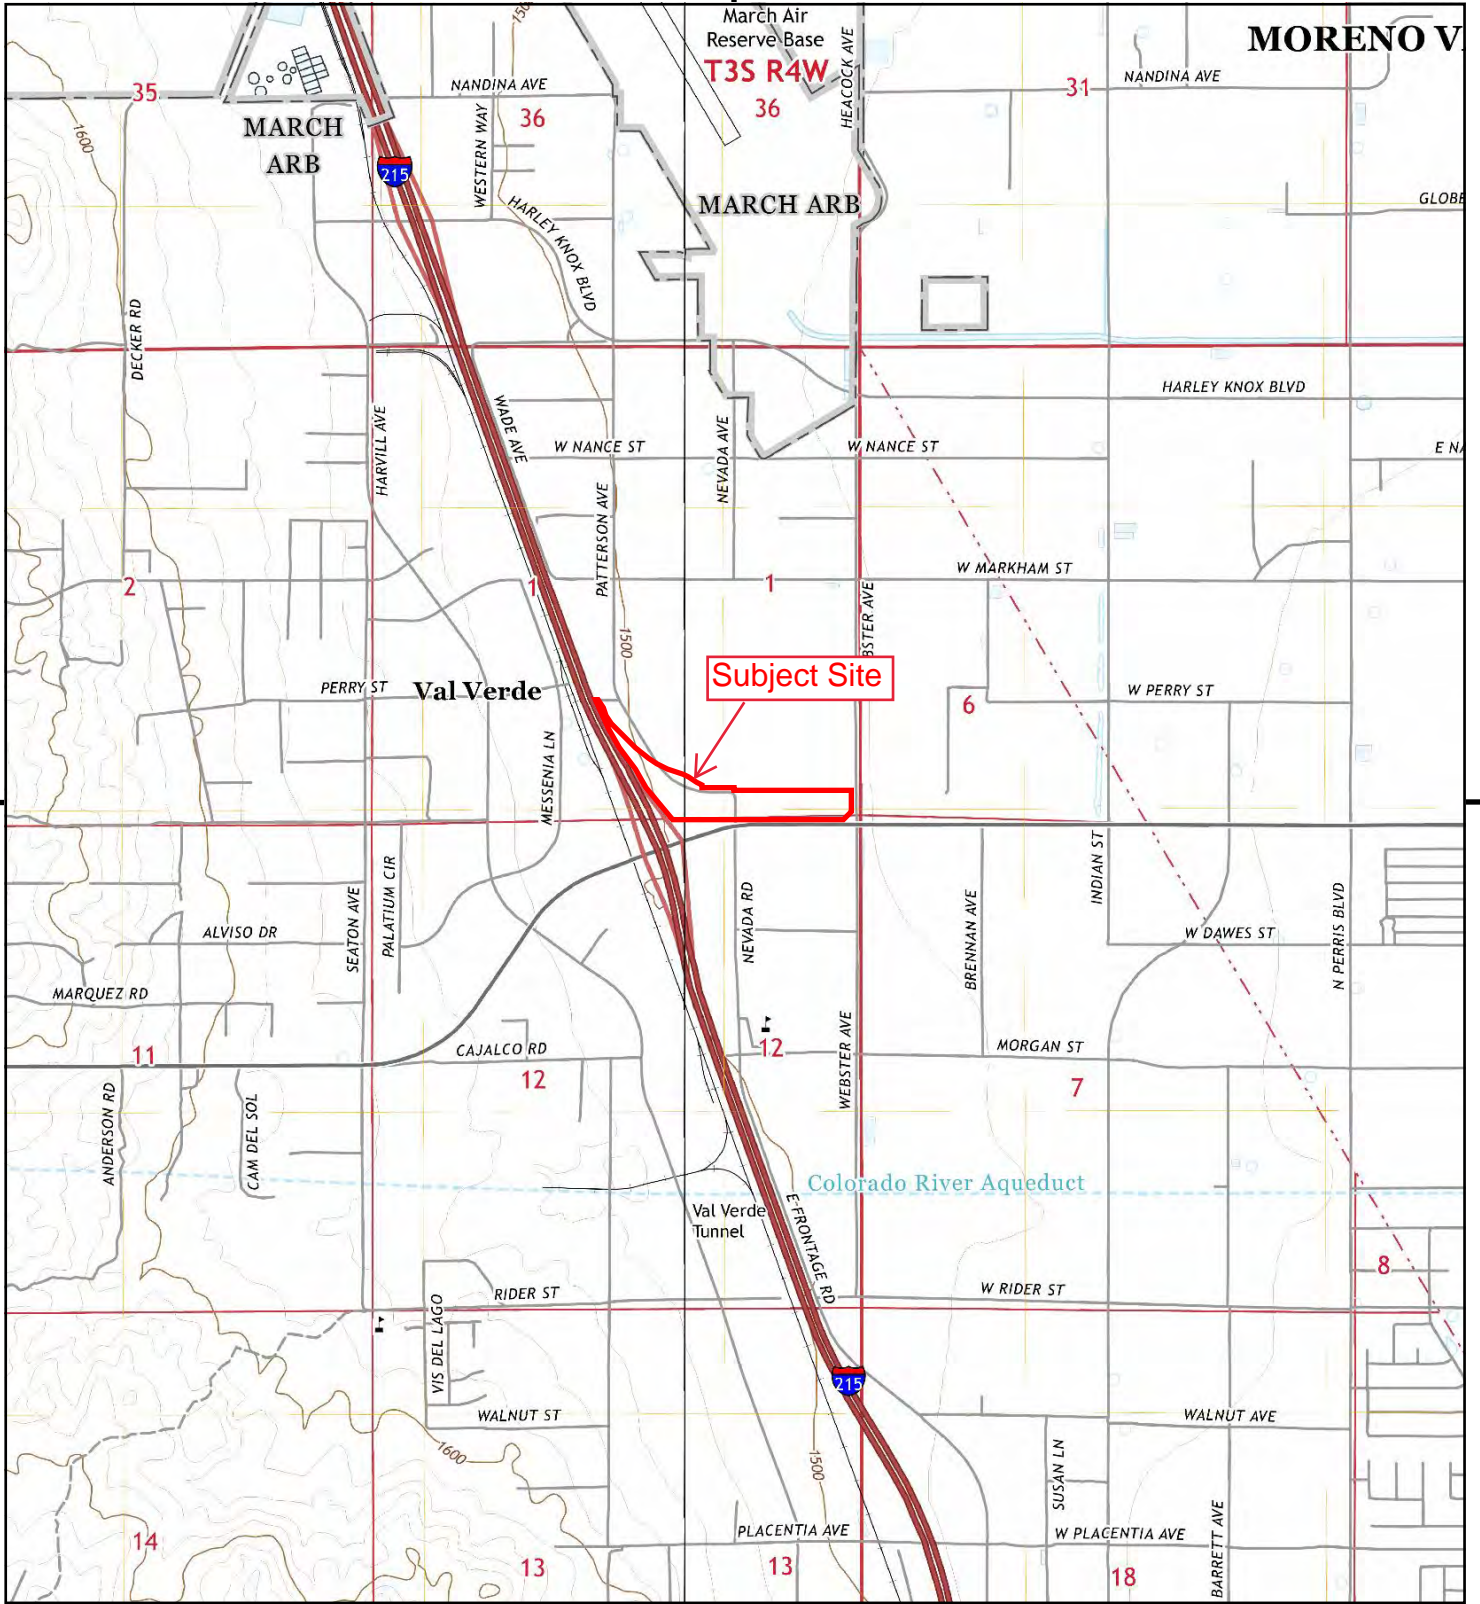 March Air
Reserve Base
T3S R4W
MORENO V
150
HEACOCK AVE
NANDINA AVE
NANDINA AVE
35
36
36
31
1600
MARCH
ARB
215
WESTERN WAY
HARLEY KNOX BLVD
MARCH ARB
GLOBE
DECKER RD
HARLEY KNOX BLVD
HARVILL AVE
WADE AVE
W NANCE ST
NEVADA AVE
W NANCE ST
E NA
PATTERSON AVE
W MARKHAM ST
2
1
1
BSTER AVE
1500
Subject Site
PERRY ST
Val Verde
6
W PERRY ST
MESSENIA LN
INDIAN ST
SEATON AVE
PALATIUM CIR
NEVADA RD
BRENNAN AVE
N PERRIS BLVD
ALVISO DR
W DAWES ST
MARQUEZ RD
11
CAJALCO RD
12
12
WEBSTER AVE
MORGAN ST
7
ANDERSON RD
CAM DEL SOL
Colorado River Aqueduct
Val Verde
Tunnel
E FRONTAGE RD
8
RIDER ST
W RIDER ST
VIS DEL LAGO
215
WALNUT ST
WALNUT AVE
1600
1500
SUSAN LN
14
PLACENTIA AVE
W PLACENTIA AVE
BARRETT AVE
13
13
18